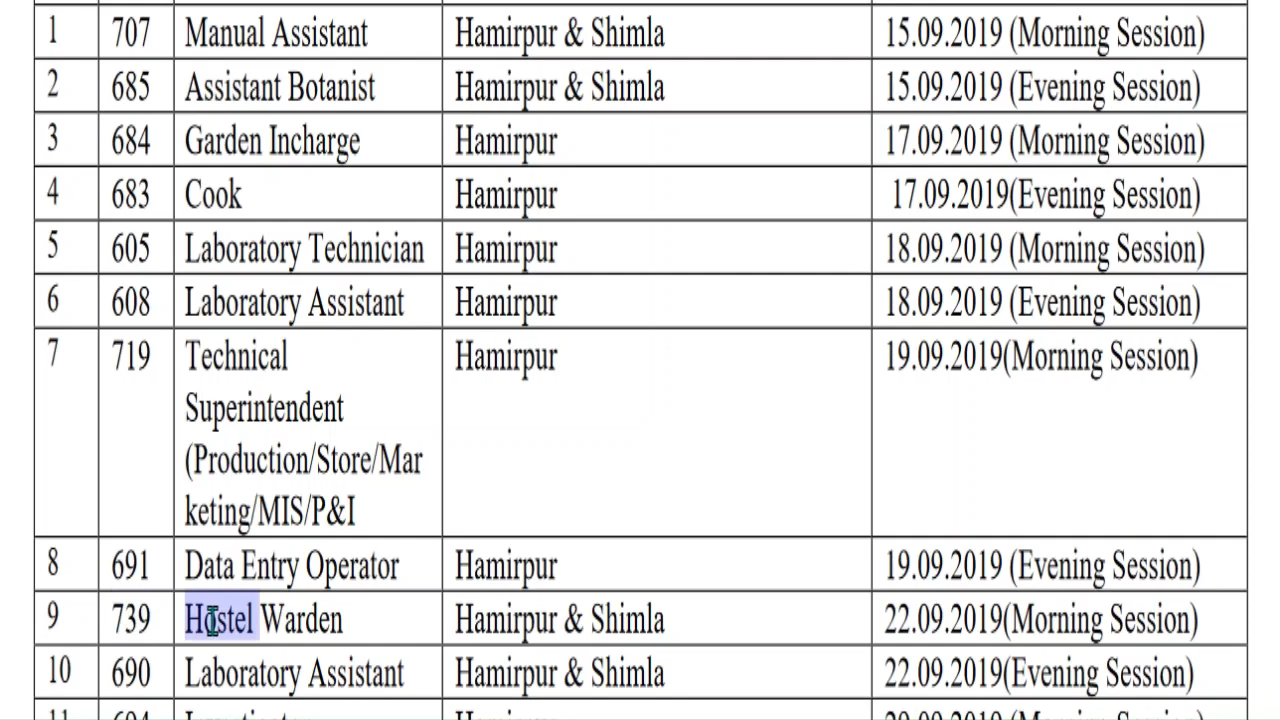 1 707 Manual Assistant Hamirpur & Shimla 15.09.2019 (Morning Session)
2 685 Assistant Botanist Hamirpur & Shimla 15.09.2019 (Evening Session)
3 684 Garden Incharge Hamirpur 17.09.2019 (Morning Session)
4 683 Cook Hamirpur 17.09.2019(Evening Session)
5 605 Laboratory Technician Hamirpur 18.09.2019 (Morning Session)
6 608 Laboratory Assistant Hamirpur 18.09.2019 (Evening Session)
7 719 Technical Hamirpur 19.09.2019(Morning Session)
Superintendent
(Production/Store/Mar
keting/MIS/P&I
8 691 Data Entry Operator Hamirpur 19.09.2019 (Evening Session)
9 739 Hostel Warden Hamirpur & Shimla 22.09.2019(Morning Session)
10 690 Laboratory Assistant Hamirpur & Shimla 22.09.2019(Evening Session)